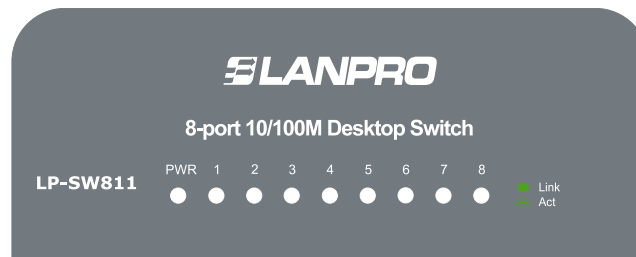 LANPRO
8-port 10/100M Desktop Switch
LP-SW811
PWR 1 2 3 4 5 6 7 8
Link
Act